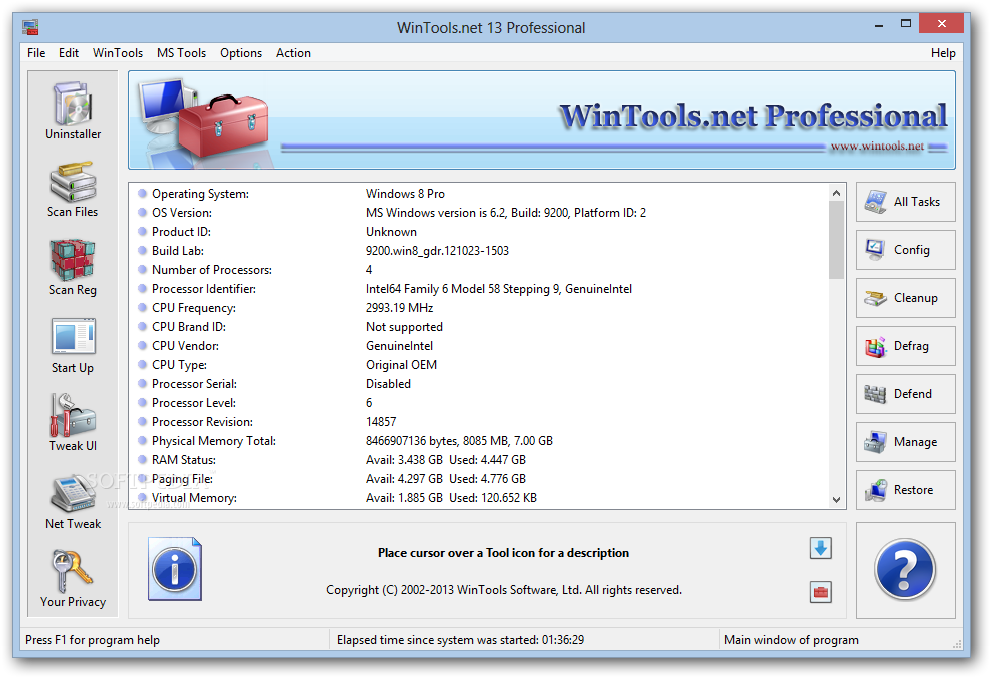 WinTools.net 13 Professional
File Edit WinTools MS Tools Options Action Help
WinTools.net Professional
www.wintools.net
Uninstaller
Scan Files
Scan Reg
Start Up
Tweak UI
Net Tweak
Your Privacy
Operating System: Windows 8 Pro
OS Version: MS Windows version is 6.2, Build: 9200, Platform ID: 2
Product ID: Unknown
Build Lab: 9200.win8_gdr.121023-1503
Number of Processors: 4
Processor Identifier: Intel64 Family 6 Model 58 Stepping 9, GenuineIntel
CPU Frequency: 2993.19 MHz
CPU Brand ID: Not supported
CPU Vendor: GenuineIntel
CPU Type: Original OEM
Processor Serial: Disabled
Processor Level: 6
Processor Revision: 14857
Physical Memory Total: 8466907136 bytes, 8085 MB, 7.00 GB
RAM Status: Avail: 3.438 GB Used: 4.447 GB
Paging File: Avail: 4.297 GB Used: 4.776 GB
Virtual Memory: Avail: 1.885 GB Used: 120.652 KB
SOFTPEDIA
www.softpedia.com
All Tasks
Config
Cleanup
Defrag
Defend
Manage
Restore
Place cursor over a Tool icon for a description
Copyright (C) 2002-2013 WinTools Software, Ltd. All rights reserved.
Press F1 for program help
Elapsed time since system was started: 01:36:29
Main window of program